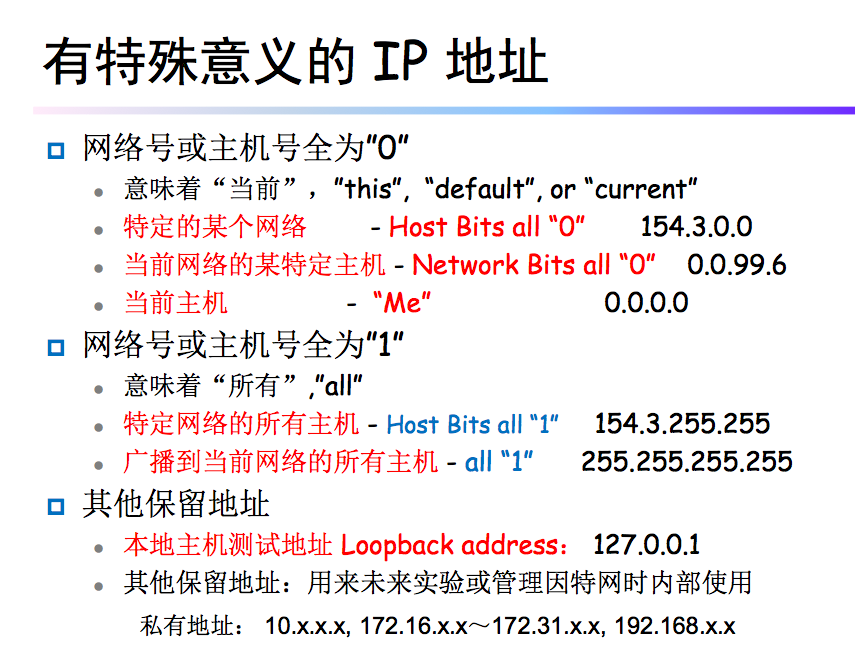 有特殊意义的 IP 地址
网络号或主机号全为”0”
意味着“当前”，”this”, “default”, or “current”
特定的某个网络 - Host Bits all “0” 154.3.0.0
当前网络的某特定主机 - Network Bits all “0” 0.0.99.6
当前主机 - “Me” 0.0.0.0
网络号或主机号全为”1”
意味着“所有”,”all”
特定网络的所有主机 - Host Bits all “1” 154.3.255.255
广播到当前网络的所有主机 - all “1” 255.255.255.255
其他保留地址
本地主机测试地址 Loopback address： 127.0.0.1
其他保留地址：用来未来实验或管理因特网时内部使用
私有地址： 10.x.x.x, 172.16.x.x～172.31.x.x, 192.168.x.x